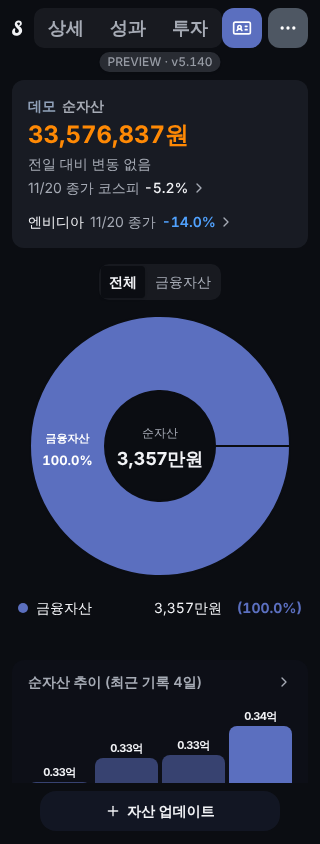 상세 성과 투자
PREVIEW · v5.140
데모 순자산
33,576,837원
전일 대비 변동 없음
11/20 종가 코스피 -5.2%
엔비디아 11/20 종가 -14.0%
전체 금융자산
순자산
3,357만원
금융자산
100.0%
금융자산 3,357만원 (100.0%)
순자산 추이 (최근 기록 4일)
0.33억 0.33억 0.33억 0.34억
+ 자산 업데이트